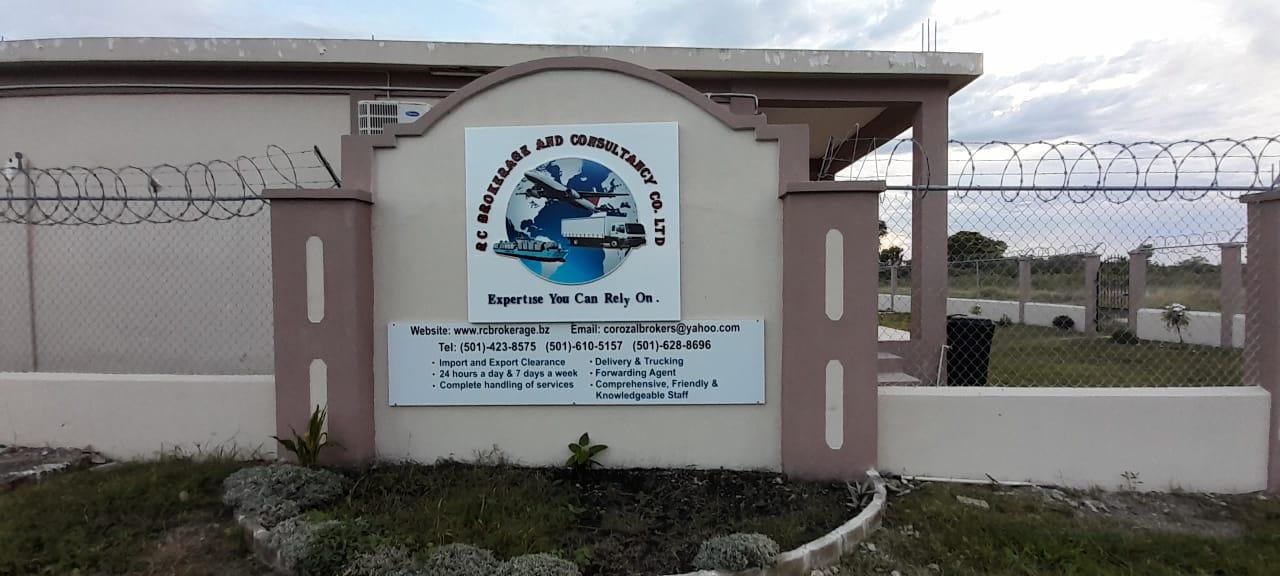 RC BROKERAGE AND CONSULTANCY CO. LTD
Expertise You Can Rely On.
Website: www.rcbrokerage.bz Email: corozalbrokers@yahoo.com
Tel: (501)-423-8575 (501)-610-5157 (501)-628-8696
• Import and Export Clearance
• 24 hours a day & 7 days a week
• Complete handling of services
• Delivery & Trucking
• Forwarding Agent
• Comprehensive, Friendly &
Knowledgeable Staff